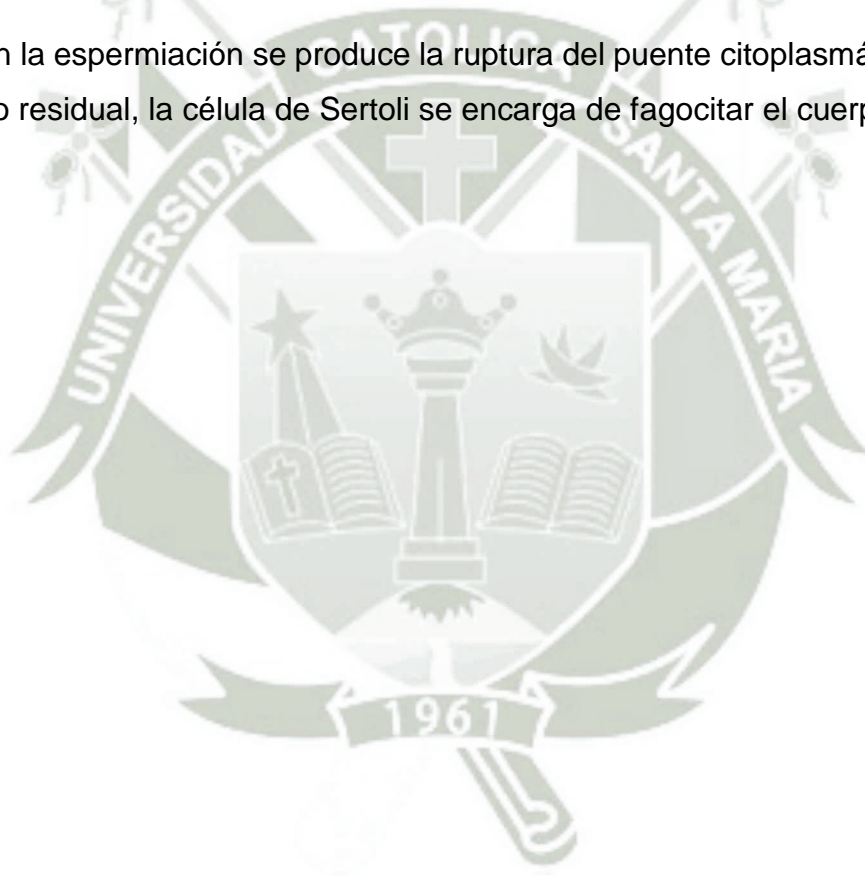 n la espermiación se produce la ruptura del puente citoplasmá
o residual, la célula de Sertoli se encarga de fagocitar el cuerp
UNIVERSIDAD CATOLICA SANTA MARIA
1961